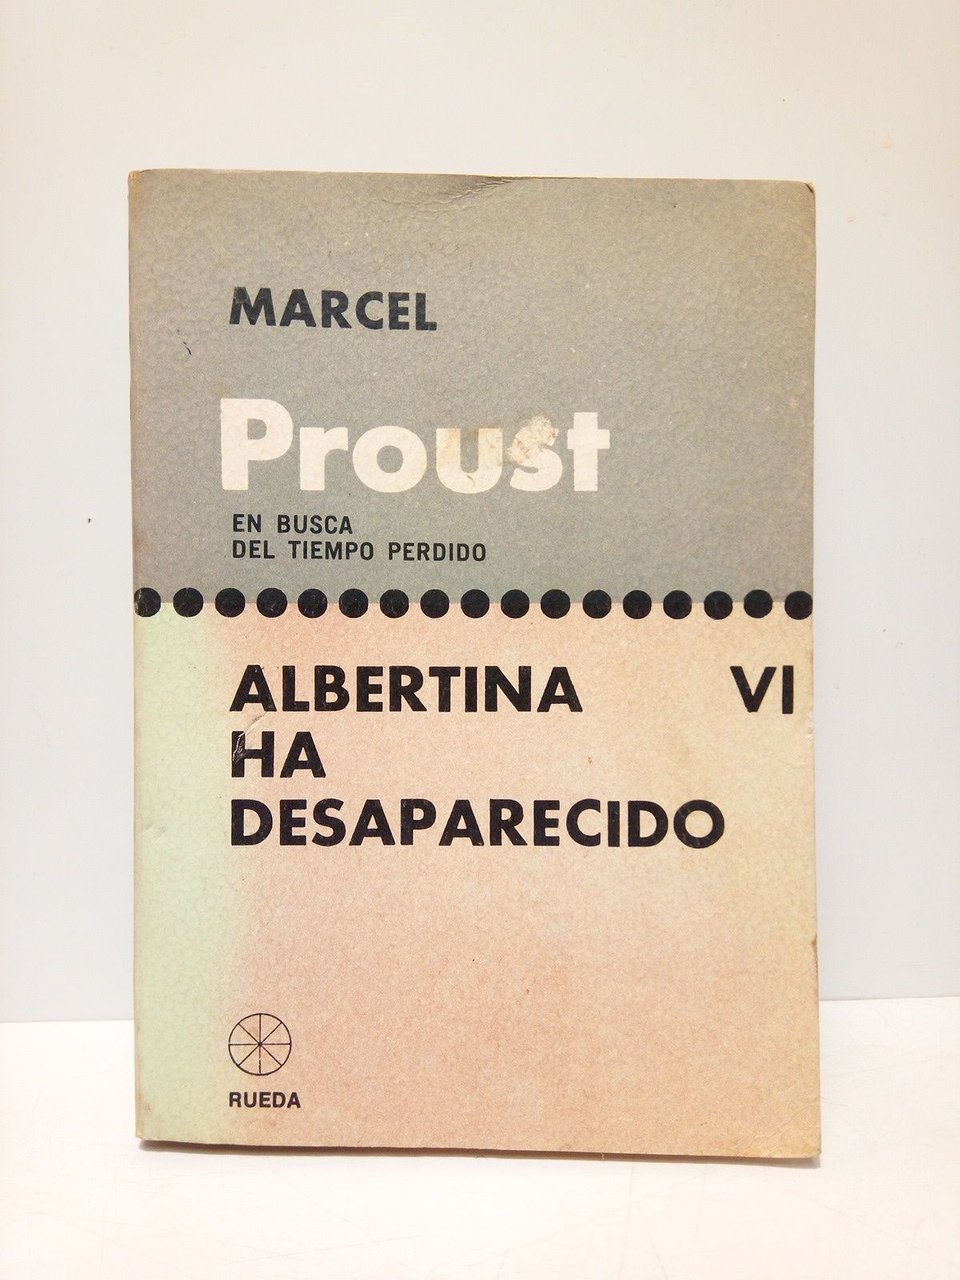 MARCEL
Proust
EN BUSCA
DEL TIEMPO PERDIDO
ALBERTINA VI
HA
DESAPARECIDO
RUEDA